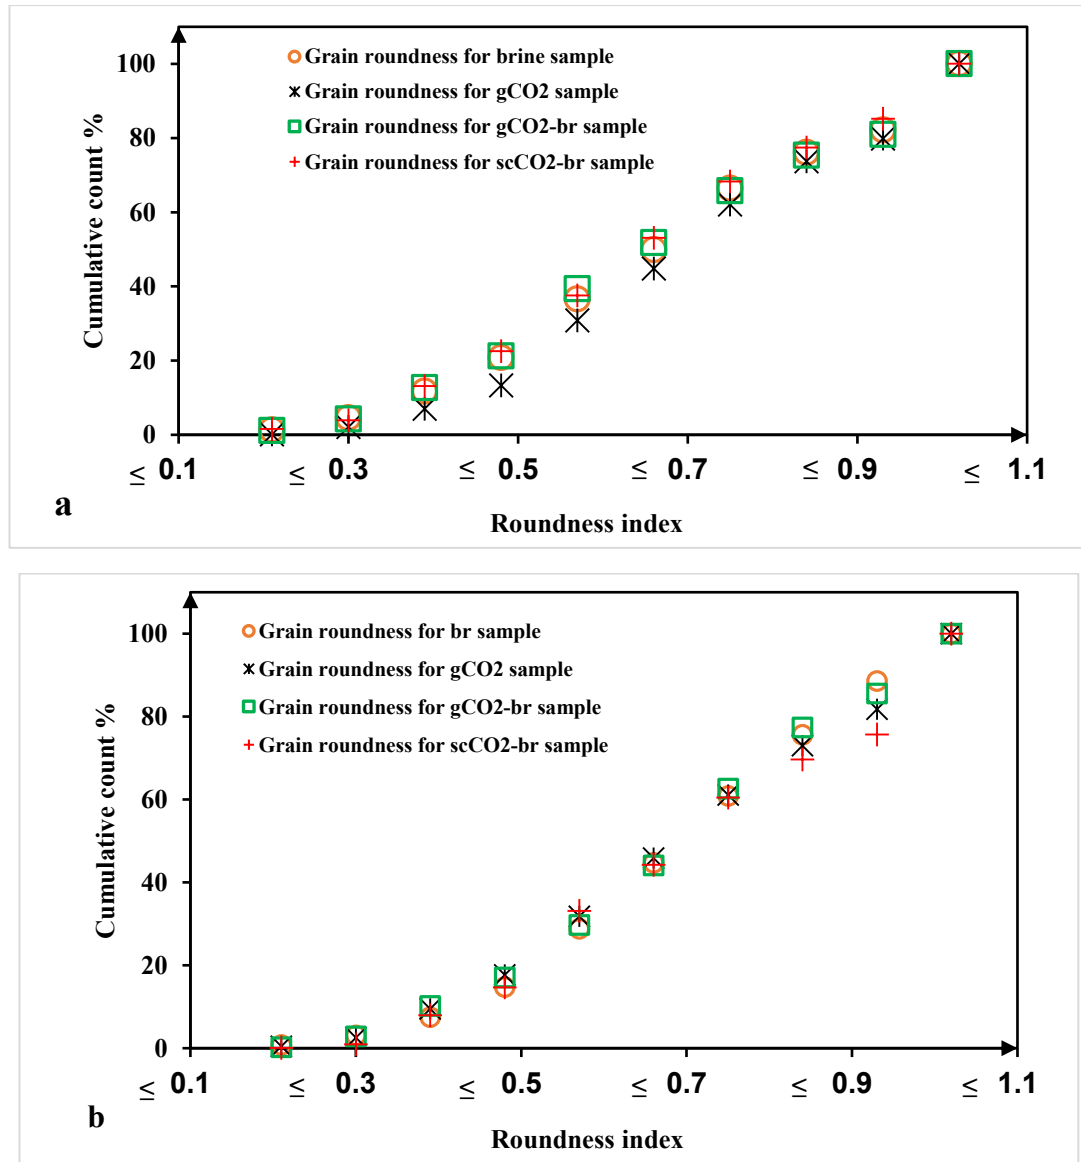 Grain roundness for brine sample
Grain roundness for gCO2 sample
Grain roundness for gCO2-br sample
Grain roundness for scCO2-br sample
100
80
60
40
20
0
Cumulative count %
≤ 0.1 ≤ 0.3 ≤ 0.5 ≤ 0.7 ≤ 0.9 ≤ 1.1
a
Roundness index
Grain roundness for br sample
Grain roundness for gCO2 sample
Grain roundness for gCO2-br sample
Grain roundness for scCO2-br sample
100
80
60
40
20
0
Cumulative count %
≤ 0.1 ≤ 0.3 ≤ 0.5 ≤ 0.7 ≤ 0.9 ≤ 1.1
b
Roundness index